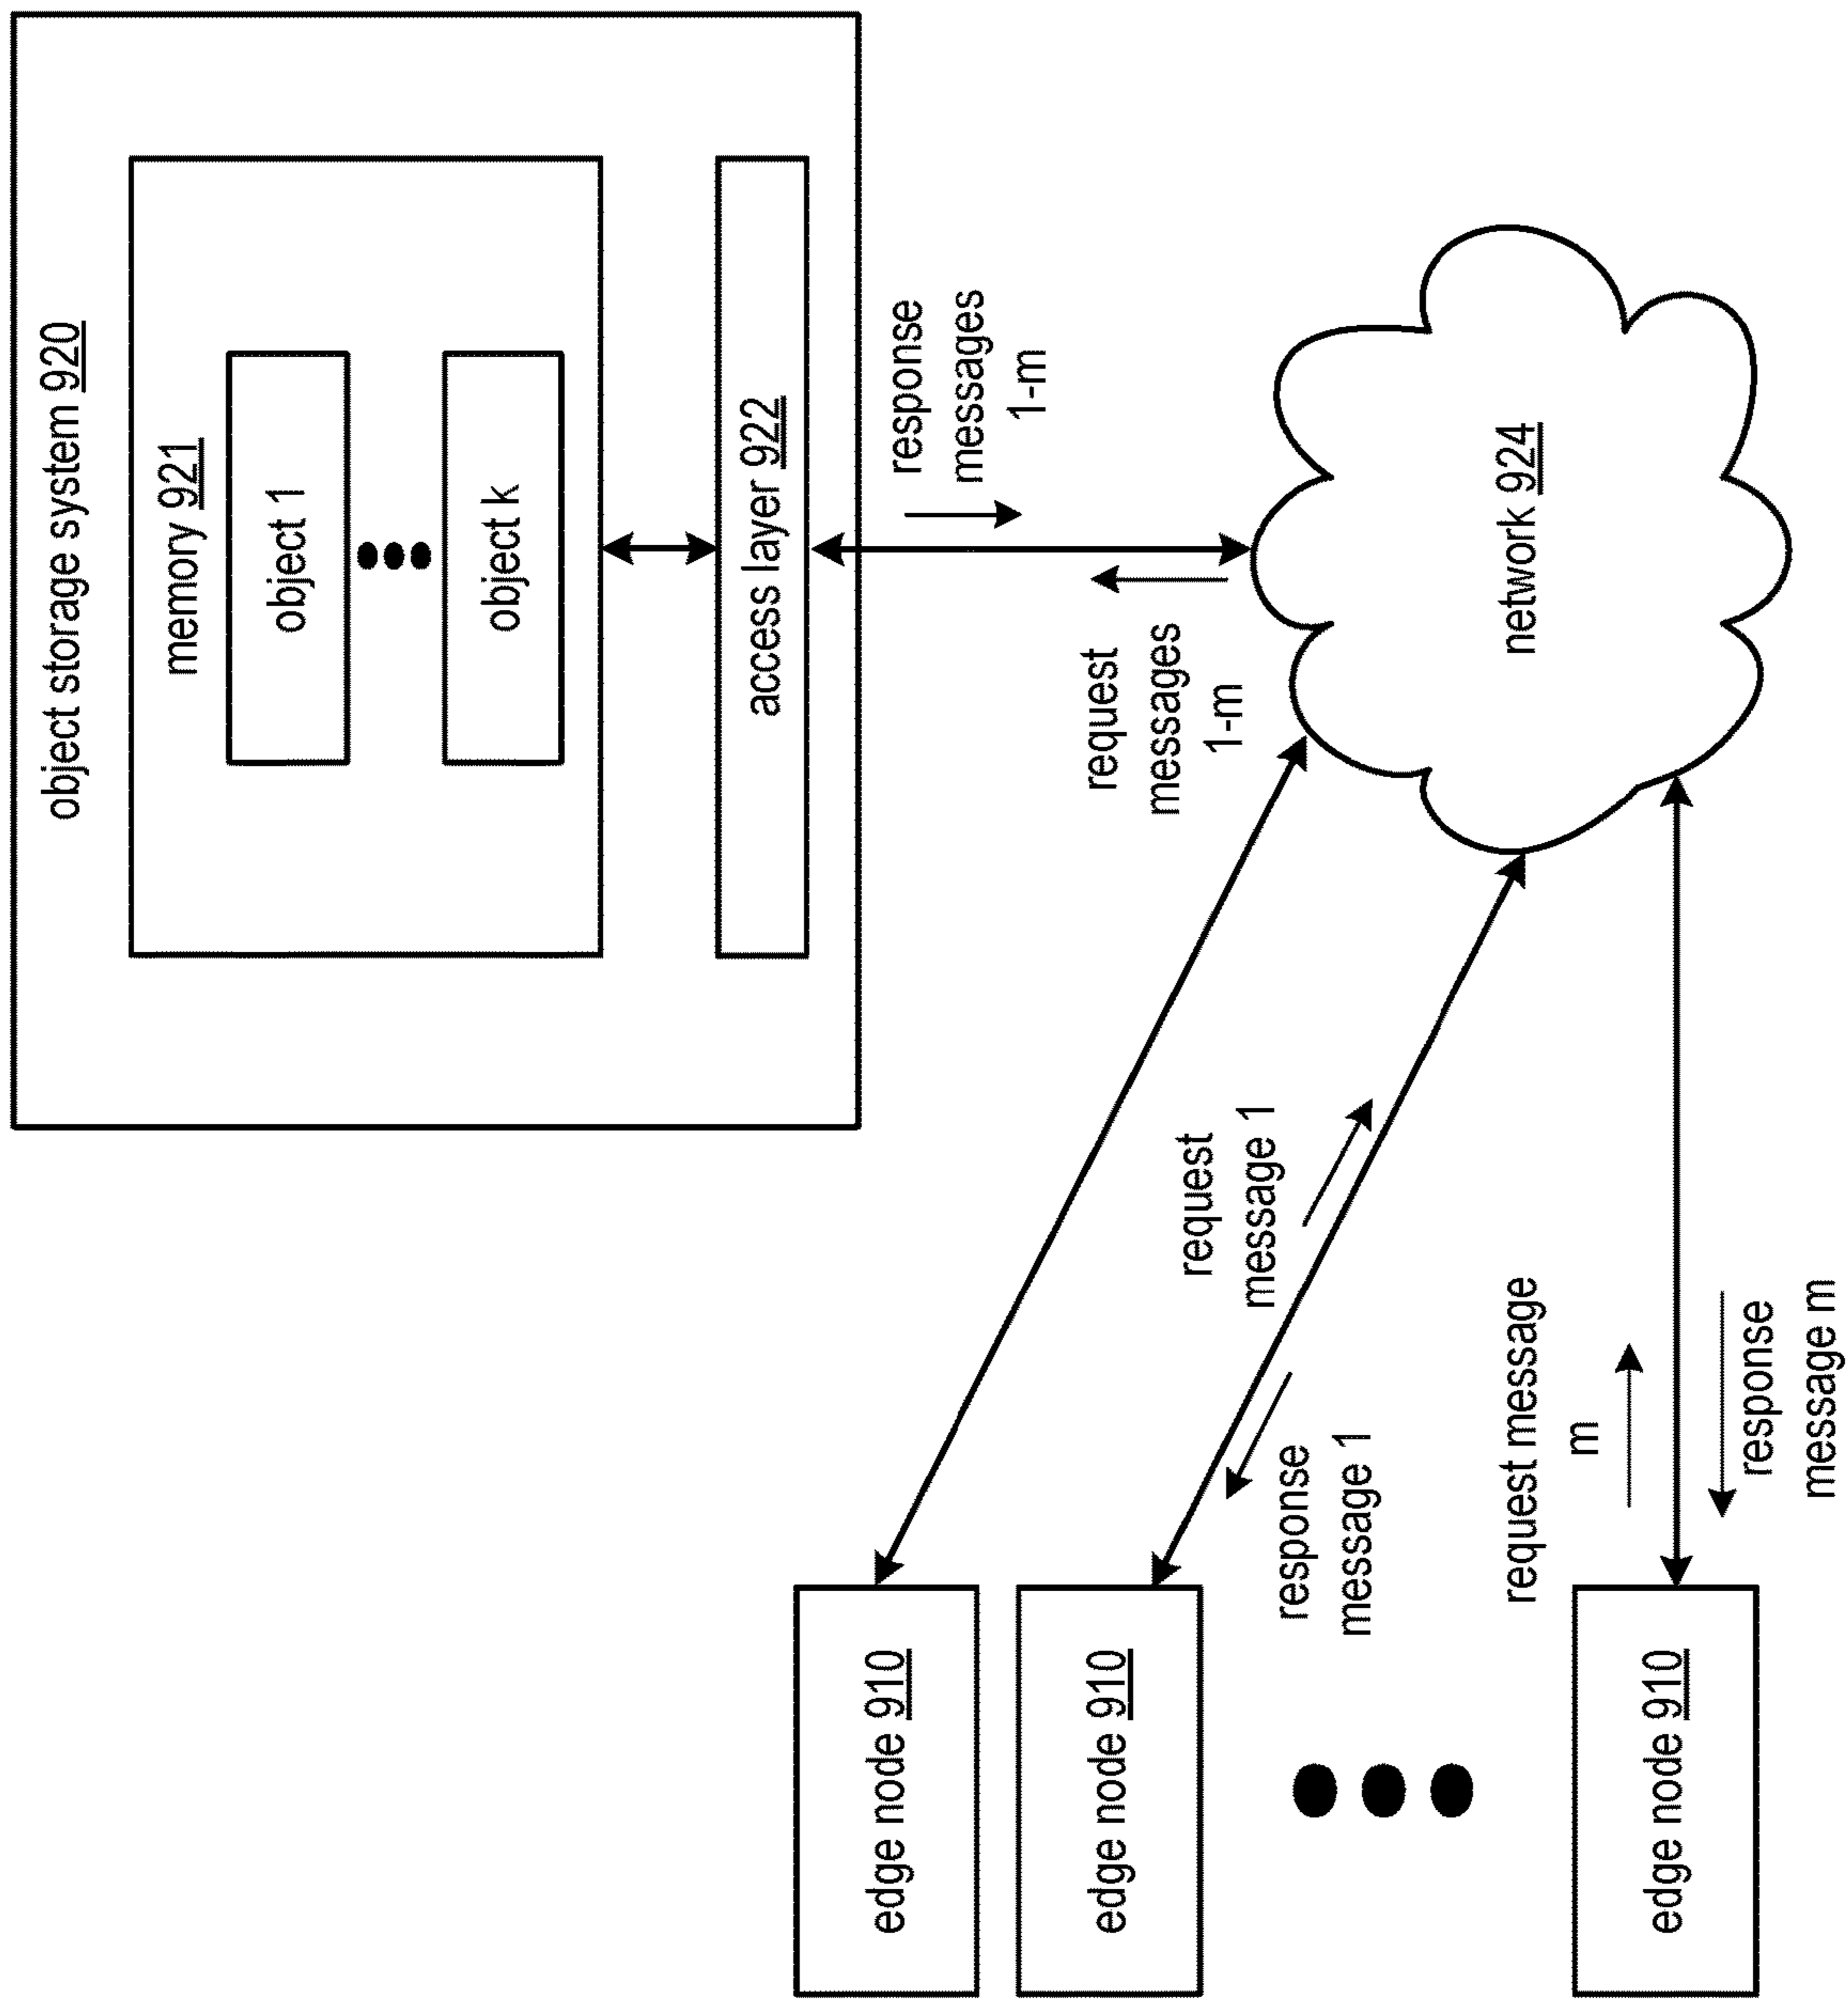 object storage system 920
memory 921
object 1
object k
access layer 922
response
messages
1-m
request
messages
1-m
network 924
request
message 1
response
message 1
request message
m
response
message m
edge node 910
edge node 910
edge node 910